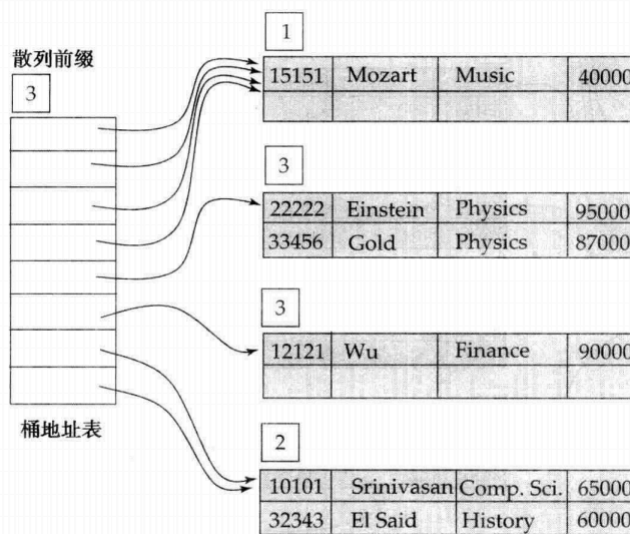 散列前缀
3
桶地址表
1
15151 Mozart Music 40000
3
22222 Einstein Physics 95000
33456 Gold Physics 87000
3
12121 Wu Finance 90000
2
10101 Srinivasan Comp. Sci. 65000
32343 El Said History 60000